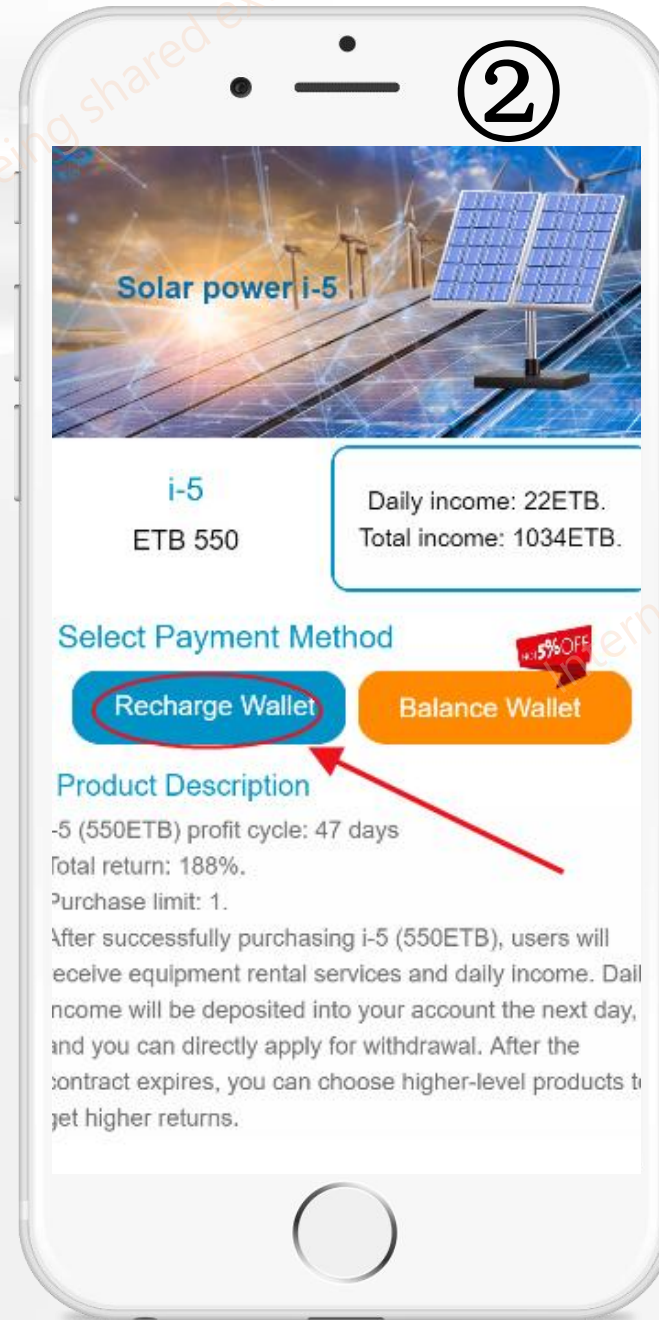 ②
Solar power i-5
i-5
ETB 550
Daily income: 22ETB.
Total income: 1034ETB.
Select Payment Method
5%OFF
Recharge Wallet
Balance Wallet
Product Description
-5 (550ETB) profit cycle: 47 days
Total return: 188%.
Purchase limit: 1.
After successfully purchasing i-5 (550ETB), users will
eceive equipment rental services and daily income. Dail
ncome will be deposited into your account the next day,
and you can directly apply for withdrawal. After the
contract expires, you can choose higher-level products t
get higher returns.